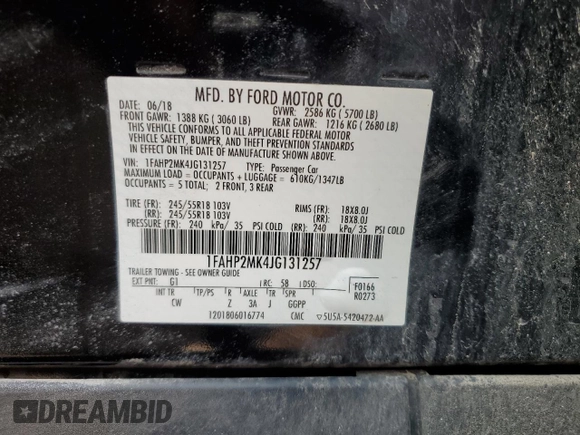 MFD. BY FORD MOTOR CO.
DATE: 06/18 GVWR: 2586 KG ( 5700 LB)
FRONT GAWR: 1388 KG ( 3060 LB) REAR GAWR: 1216 KG ( 2680 LB)
THIS VEHICLE CONFORMS TO ALL APPLICABLE FEDERAL MOTOR
VEHICLE SAFETY, BUMPER, AND THEFT PREVENTION STANDARDS
IN EFFECT ON THE DATE OF MANUFACTURE SHOWN ABOVE.
VIN: 1FAHP2MK4JG131257 TYPE: Passenger Car
MAXIMUM LOAD = OCCUPANTS + LUGGAGE = 610KG/1347LB
OCCUPANTS = 5 TOTAL; 2 FRONT, 3 REAR
TIRE (FR): 245/55R18 103V RIMS (FR): 18X8.0J
(RR): 245/55R18 103V (RR): 18X8.0J
PRESSURE (FR): 240 kPa/ 35 PSI COLD (RR): 240 kPa/ 35 PSI COLD
1FAHP2MK4JG131257
TRAILER TOWING - SEE OWNER GUIDE
EXT PNT: G1 RC: 58 DSO: F0166
INT TR TP/PS R AXLE TR SPR R0273
CW Z 3A J GGPP
1201806016774 CMC ▽5U5A-5420472-AA
DREAMBID